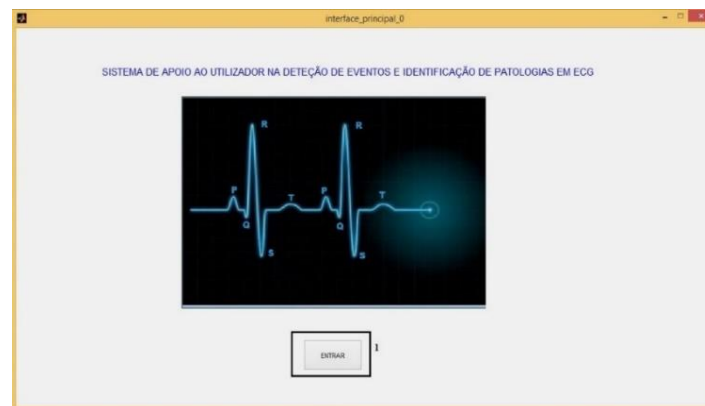 interface_principal_0
SISTEMA DE APOIO AO UTILIZADOR NA DETEÇÃO DE EVENTOS E IDENTIFICAÇÃO DE PATOLOGIAS EM ECG
R R
P T P T
Q Q
S S
ENTRAR 1